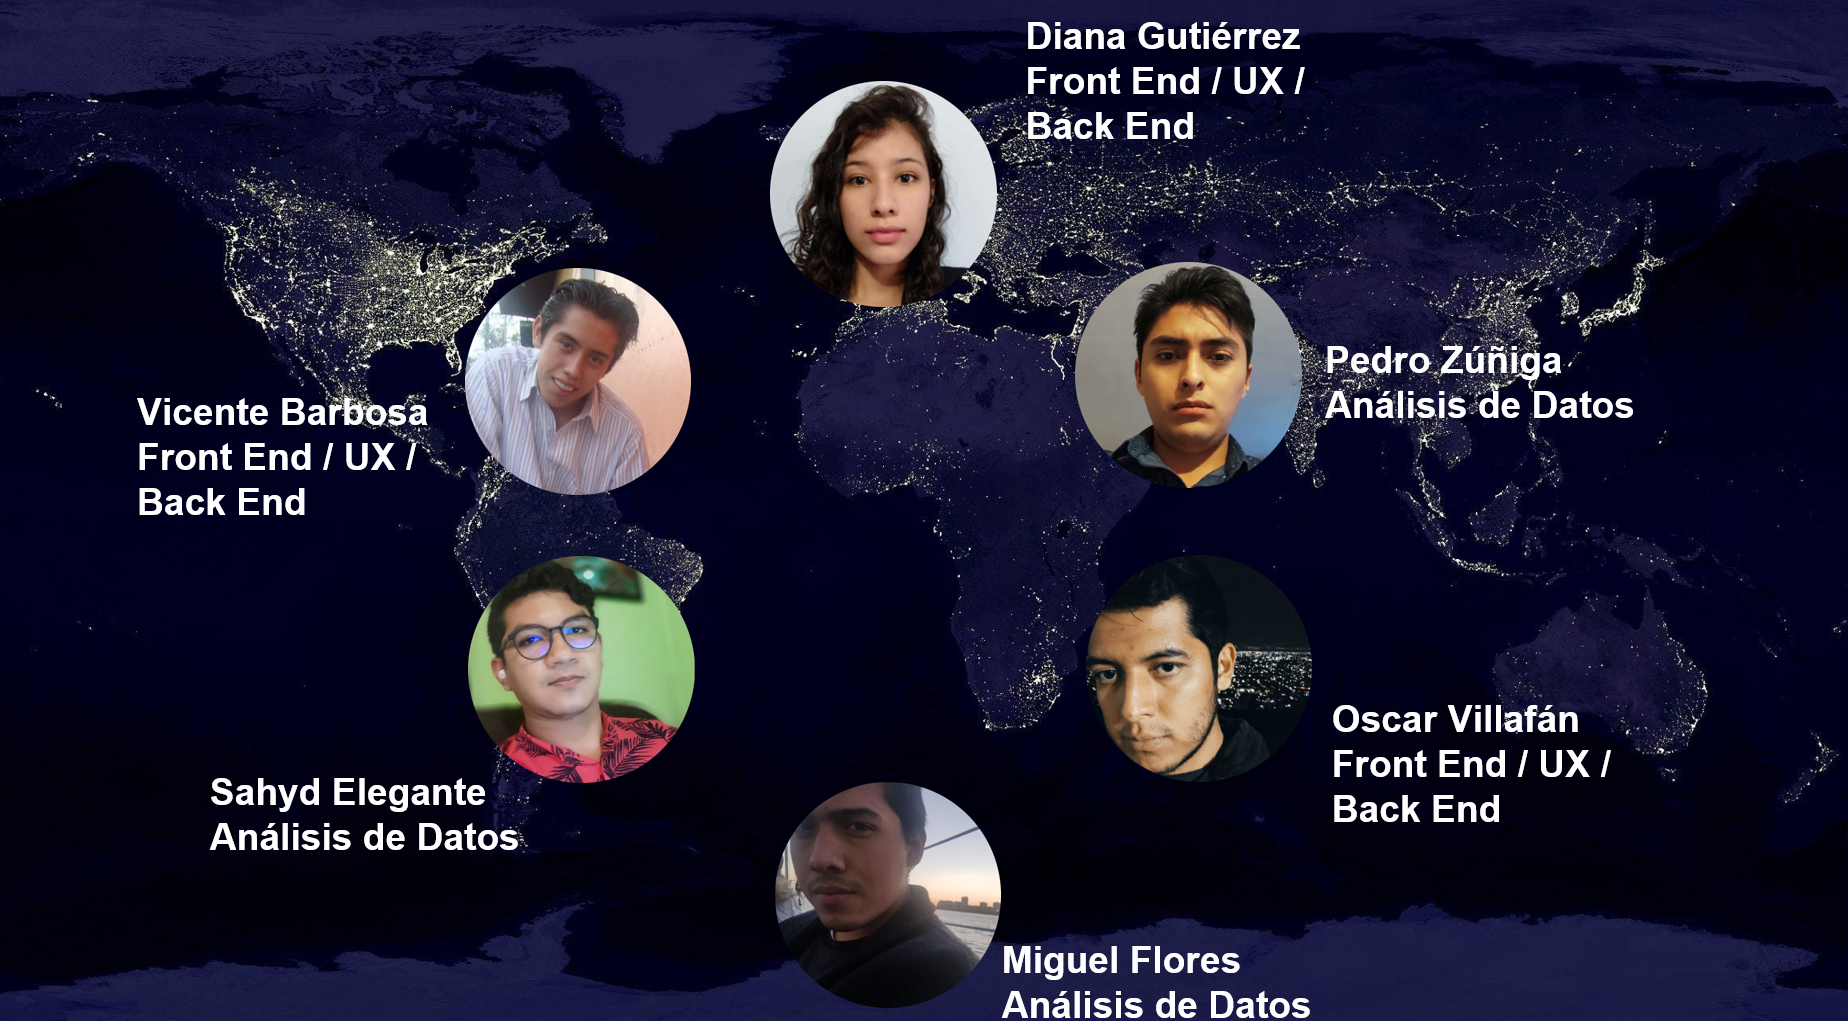 Diana Gutiérrez
Front End / UX /
Back End
Vicente Barbosa
Front End / UX /
Back End
Pedro Zúñiga
Análisis de Datos
Sahyd Elegante
Análisis de Datos
Oscar Villafán
Front End / UX /
Back End
Miguel Flores
Análisis de Datos